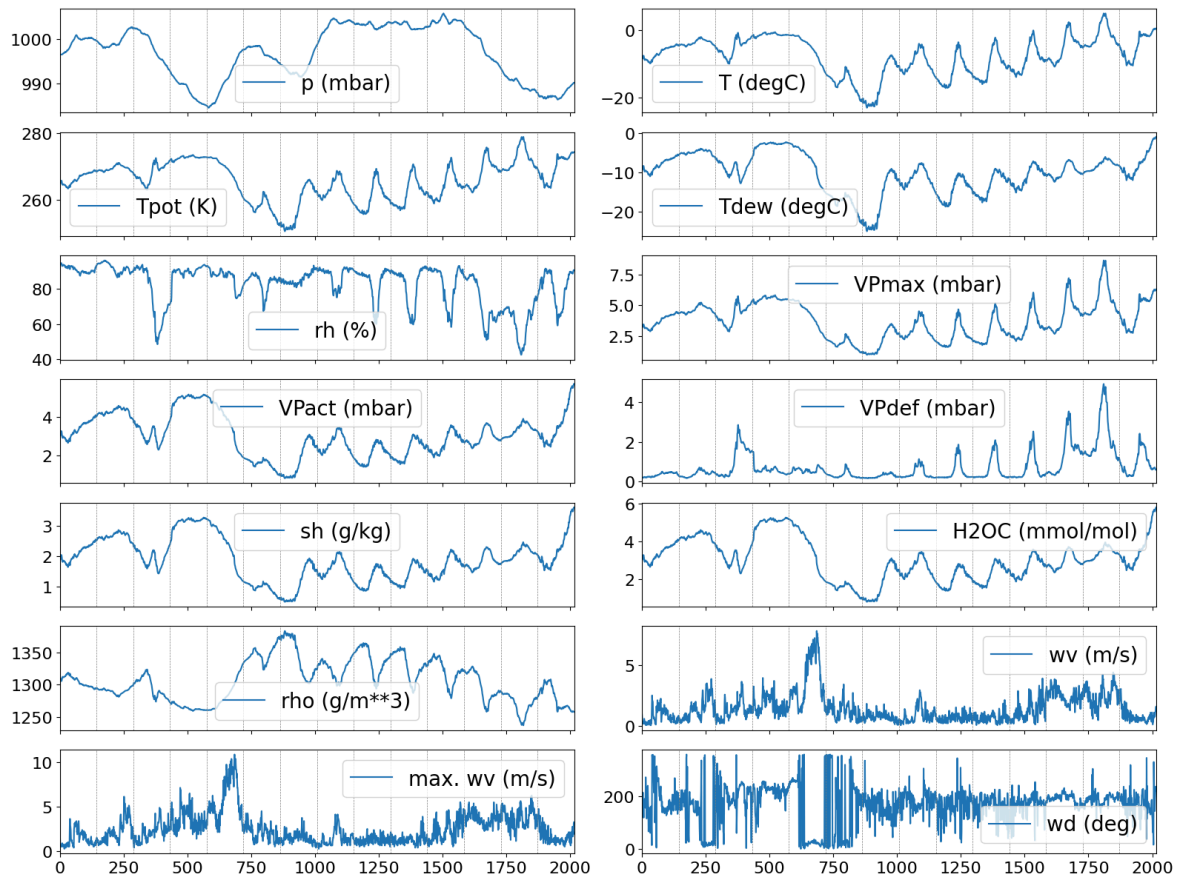 1000
990
p (mbar)
0
−20
T (degC)
280
260
Tpot (K)
0
−10
−20
Tdew (degC)
80
60
40
rh (%)
7.5
5.0
2.5
VPmax (mbar)
4
2
VPact (mbar)
4
2
0
VPdef (mbar)
3
2
1
sh (g/kg)
6
4
2
H2OC (mmol/mol)
1350
1300
1250
rho (g/m**3)
5
0
wv (m/s)
10
5
0
max. wv (m/s)
0 250 500 750 1000 1250 1500 1750 2000
200
0
wd (deg)
0 250 500 750 1000 1250 1500 1750 2000